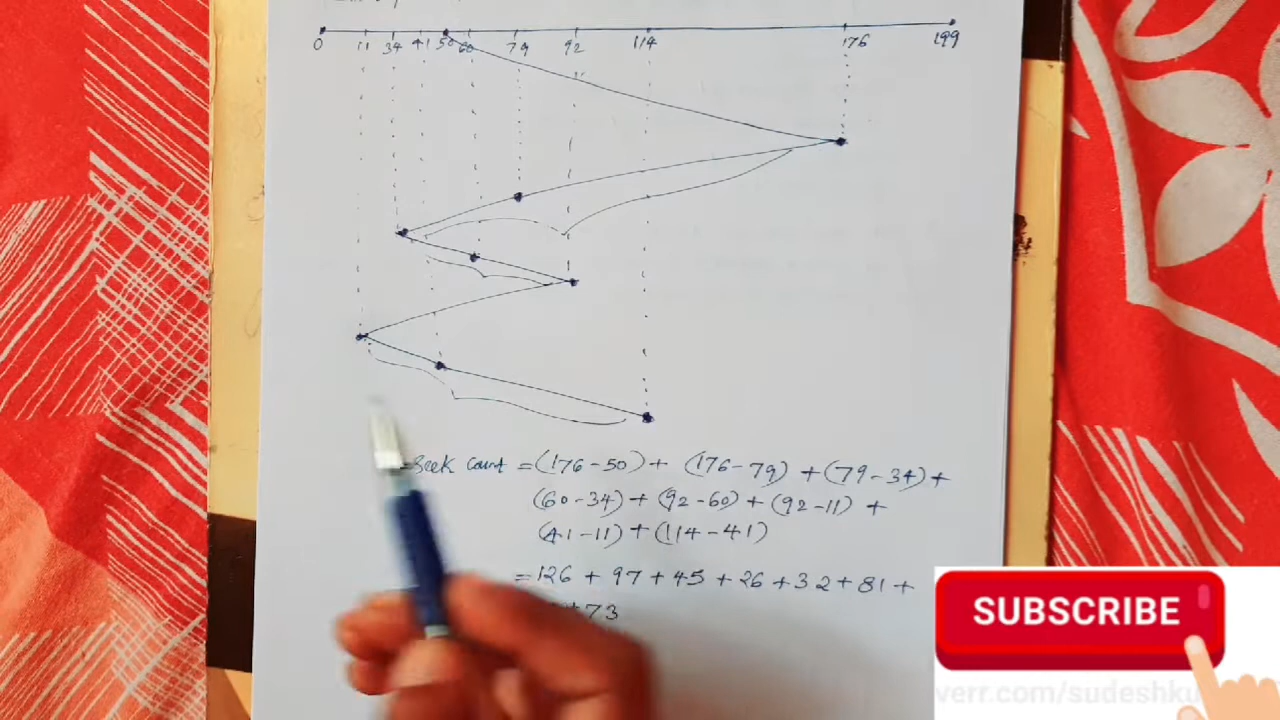 0 11 34 41 50 60 79 92 114 176 199
Seek Count = (176-50) + (176-79) + (79-34) +
(60-34) + (92-60) + (92-11) +
(41-11) + (114-41)
= 126 + 97 + 45 + 26 + 32 + 81 +
+73
SUBSCRIBE